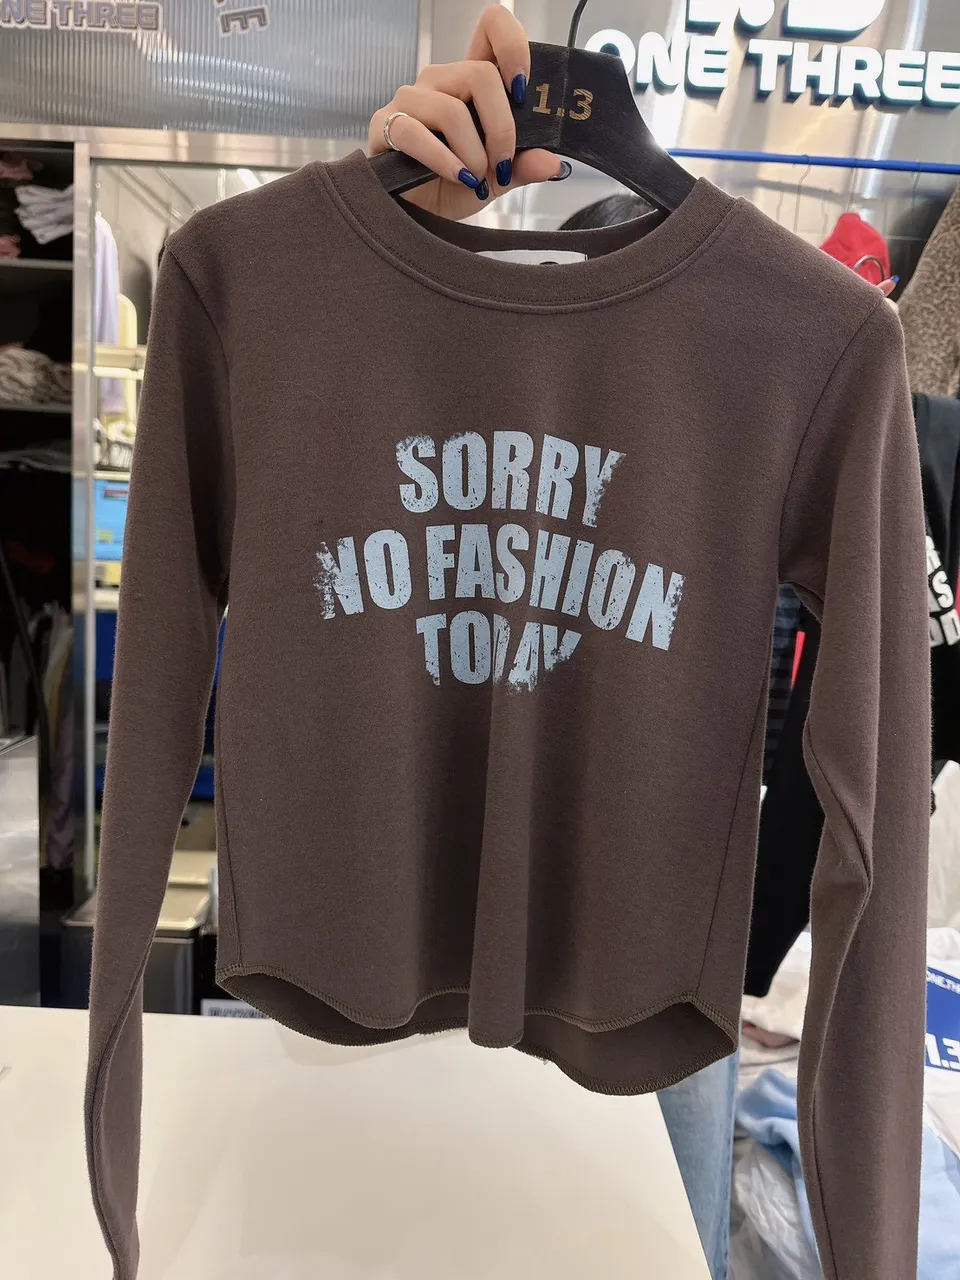 ONE THREE
ONE THREE
1.3
SORRY
NO FASHION
TODAY